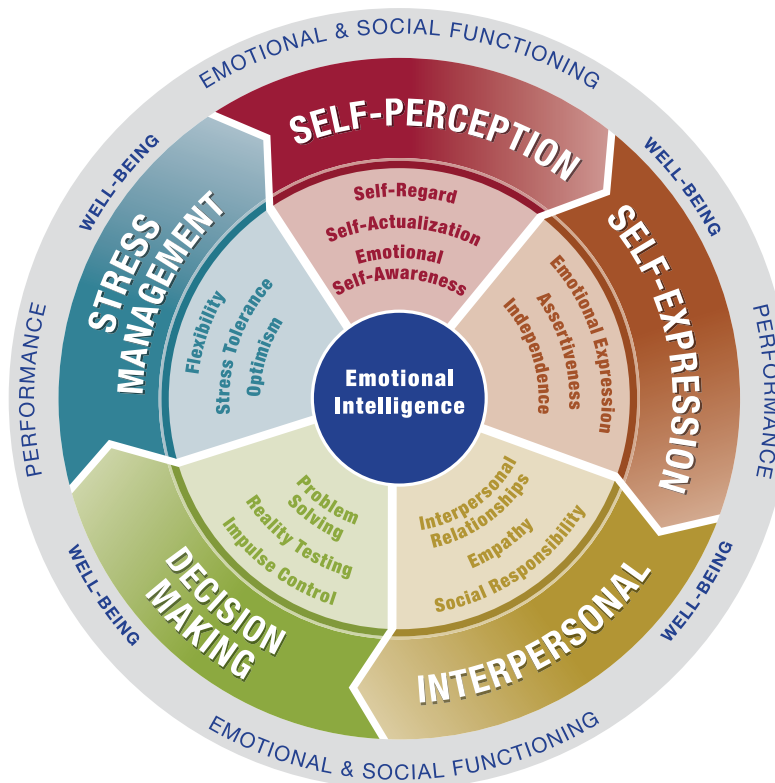 EMOTIONAL & SOCIAL FUNCTIONING
WELL-BEING
WELL-BEING
PERFORMANCE
PERFORMANCE
WELL-BEING
WELL-BEING
EMOTIONAL & SOCIAL FUNCTIONING
SELF-PERCEPTION
Self-Regard
Self-Actualization
Emotional
Self-Awareness
SELF-EXPRESSION
Emotional Expression
Assertiveness
Independence
INTERPERSONAL
Interpersonal
Relationships
Empathy
Social Responsibility
DECISION
MAKING
Problem
Solving
Reality Testing
Impulse Control
STRESS
MANAGEMENT
Flexibility
Stress Tolerance
Optimism
Emotional
Intelligence